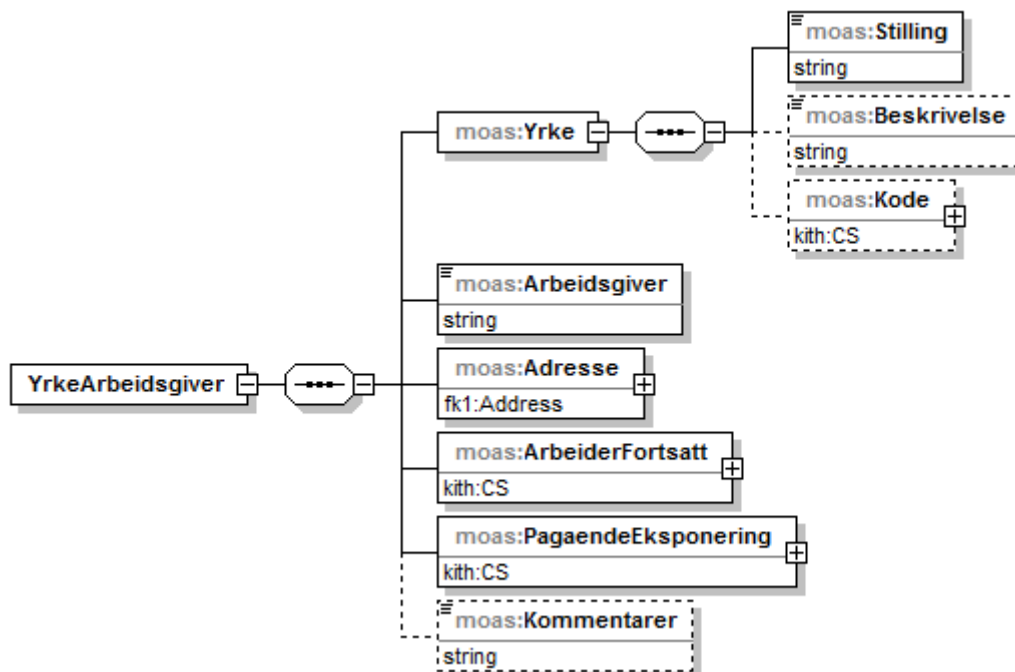 moas:Stilling
string
moas:Yrke
moas:Beskrivelse
string
moas:Kode
kith:CS
moas:Arbeidsgiver
string
YrkeArbeidsgiver
moas:Adresse
fk1:Address
moas:ArbeiderFortsatt
kith:CS
moas:PagaendeEksponering
kith:CS
moas:Kommentarer
string